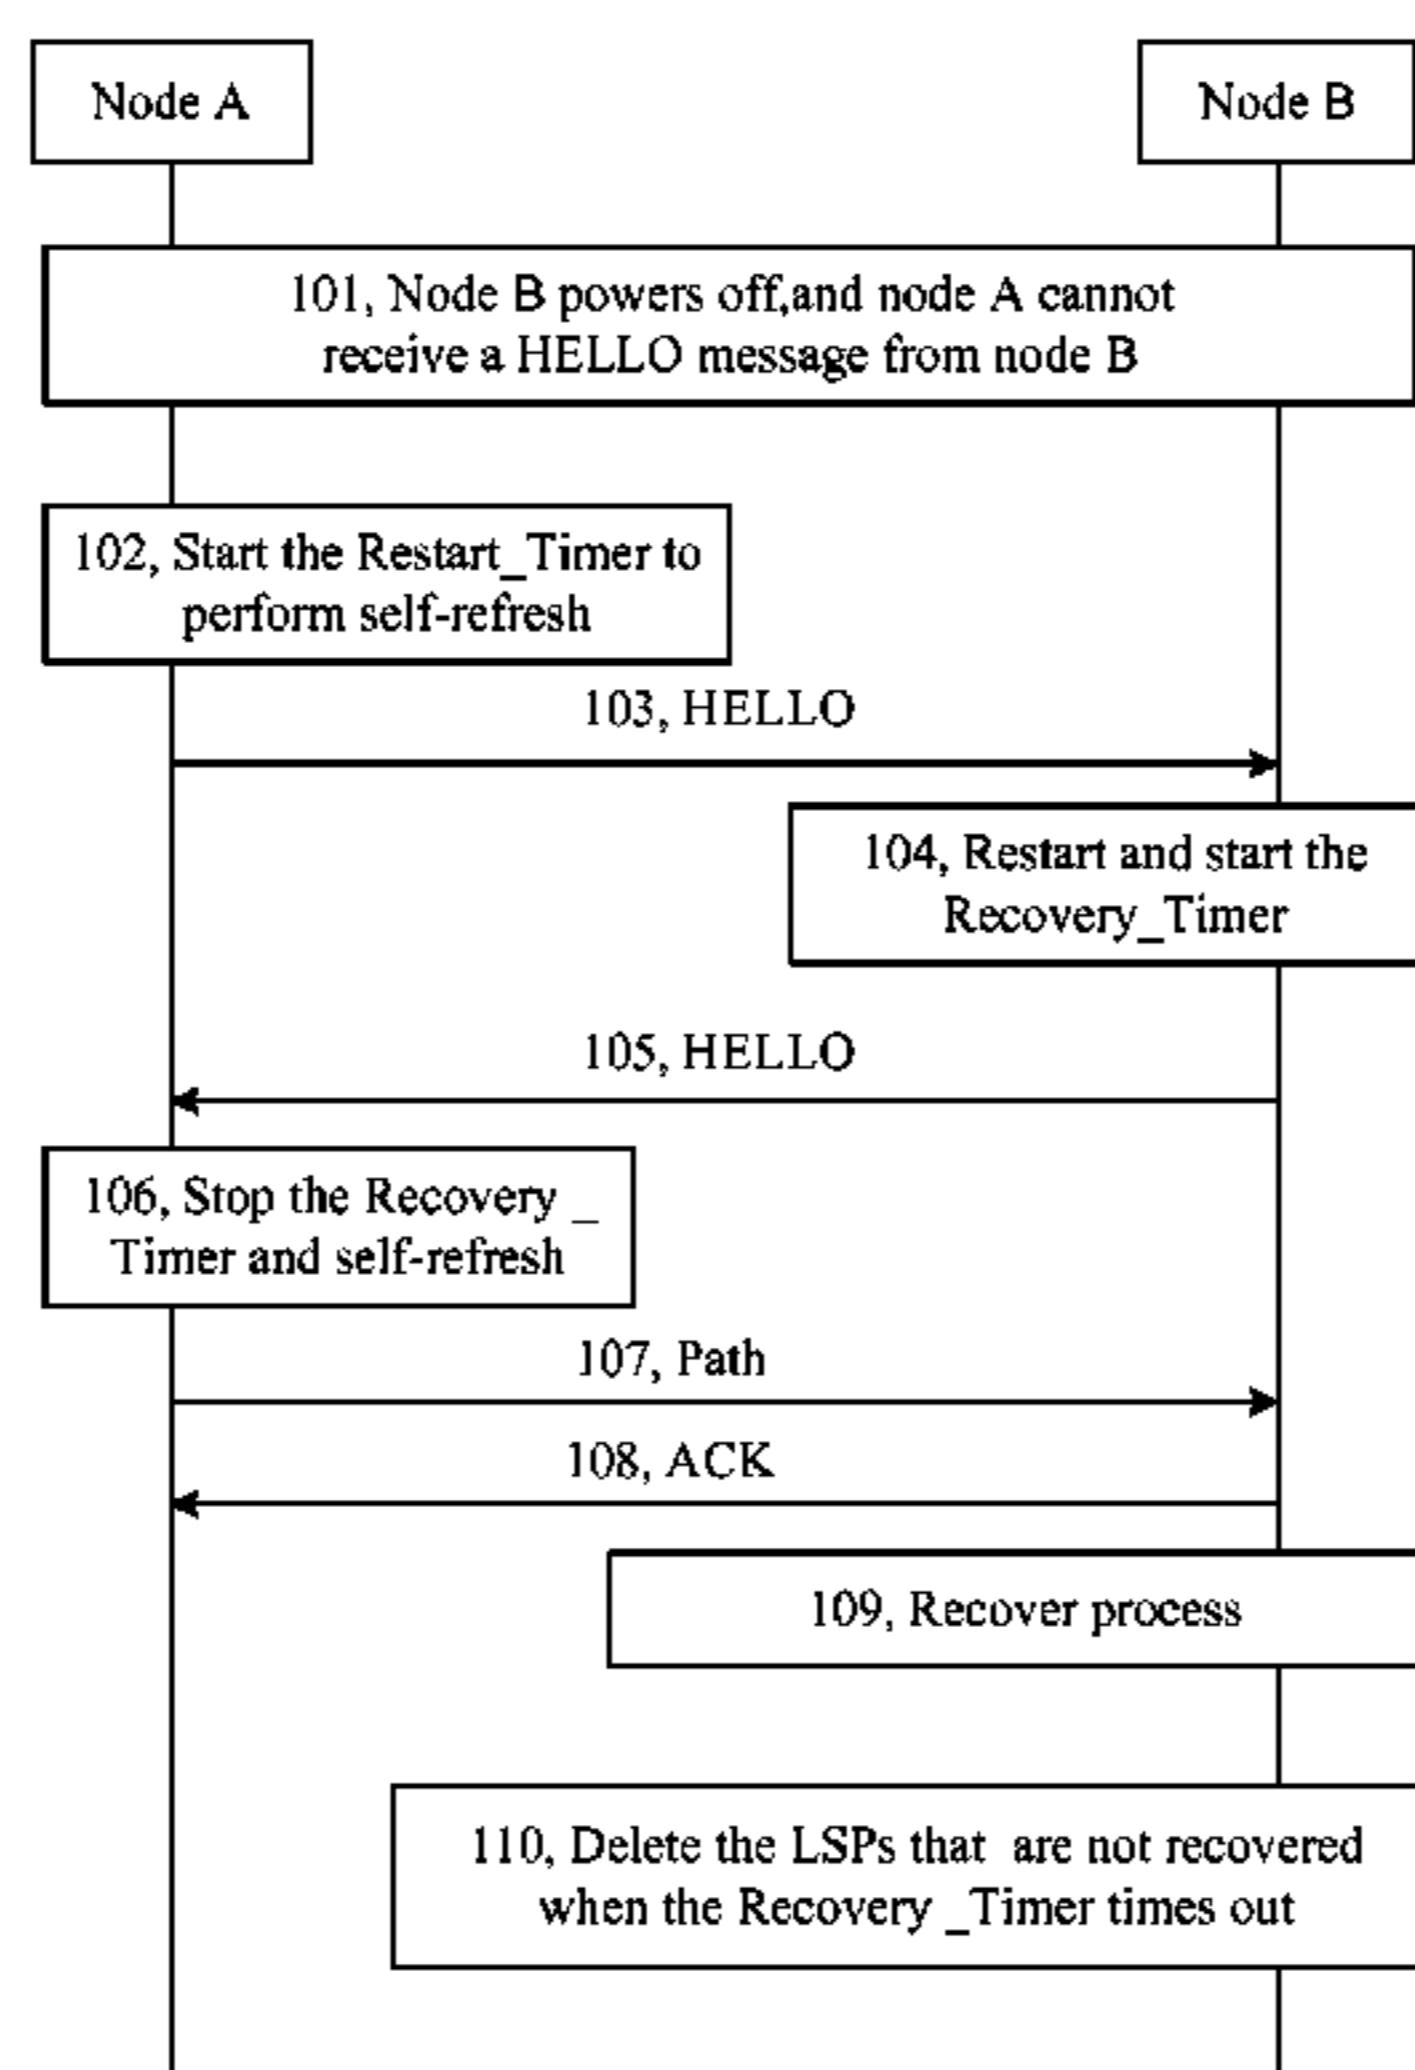 Node A
Node B
101, Node B powers off,and node A cannot
receive a HELLO message from node B
102, Start the Restart_Timer to
perform self-refresh
103, HELLO
104, Restart and start the
Recovery_Timer
105, HELLO
106, Stop the Recovery _
Timer and self-refresh
107, Path
108, ACK
109, Recover process
110, Delete the LSPs that  are not recovered
when the Recovery _Timer times out